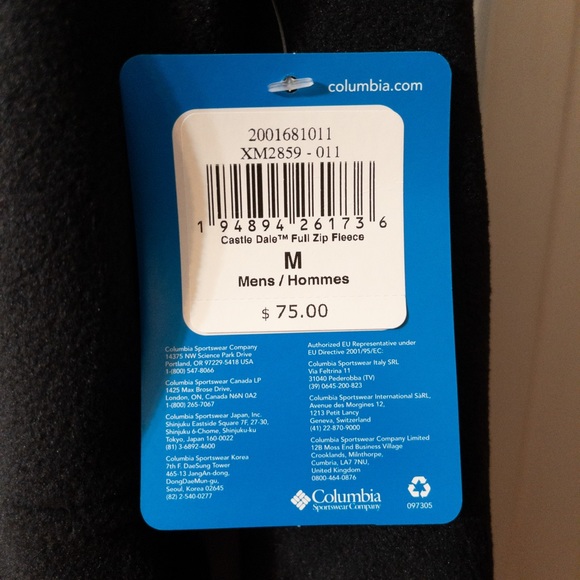 columbia.com
2001681011
XM2859 - 011
1 94894 26173 6
Castle Dale™ Full Zip Fleece
M
Mens / Hommes
$ 75.00
Columbia Sportswear Company
14375 NW Science Park Drive
Portland, OR 97229-5418 USA
1-(800) 547-8066
Columbia Sportswear Canada LP
1425 Max Brose Drive,
London, ON, Canada N6N 0A2
1-(800) 265-7067
Columbia Sportswear Japan, Inc.
Shinjuku Eastside Square 7F, 27-30,
Shinjuku 6-Chome, Shinjuku-ku
Tokyo, Japan 160-0022
(81) 3-6892-4600
Columbia Sportswear Korea
7th F. DaeSung Tower
465-13 JangAn-dong,
DongDaeMun-gu,
Seoul, Korea 02645
(82) 2-540-0277
Authorized EU Representative under
EU Directive 2001/95/EC:
Columbia Sportswear Italy SRL
Via Feltrina 11
31040 Pederobba (TV)
(39) 0645-200-823
Columbia Sportswear International SàRL,
Avenue des Morgines 12,
1213 Petit Lancy
Geneva, Switzerland
(41) 22-870-9000
Columbia Sportswear Company Limited
12B Moss End Business Village
Crooklands, Milnthorpe,
Cumbria, LA7 7NU,
United Kingdom
0800-464-0876
Columbia
Sportswear Company
097305